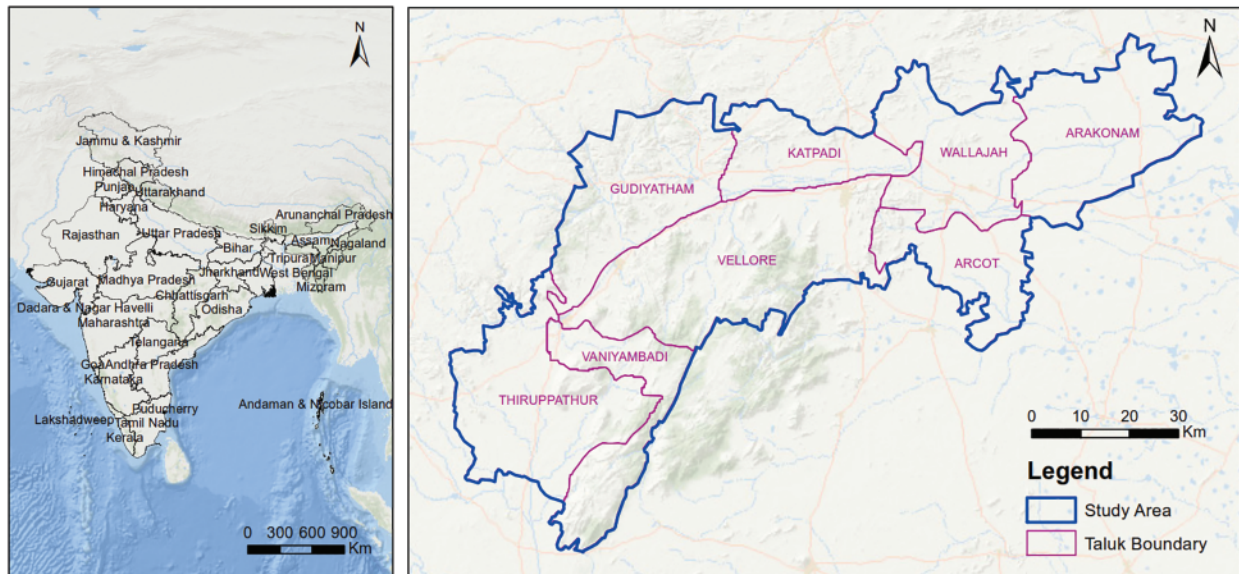 N
Jammu & Kashmir
Himachal Pradesh
Punjab
Uttarakhand
Haryana
Arunanchal Pradesh
Sikkim
Rajasthan
Uttar Pradesh
Assam
Nagaland
Bihar
Tripura
Manipur
Gujarat
Madhya Pradesh
Jharkhand
West Bengal
Mizoram
Chhattisgarh
Dadara & Nagar Havelli
Odisha
Maharashtra
Telangana
Goa
Andhra Pradesh
Karnataka
Puducherry
Andaman & Nicobar Island
Lakshadweep
Tamil Nadu
Kerala
0 300 600 900
Km
N
ARAKONAM
KATPADI
WALLAJAH
GUDIYATHAM
VELLORE
ARCOT
VANIYAMBADI
THIRUPPATHUR
0 10 20 30
Km
Legend
Study Area
Taluk Boundary